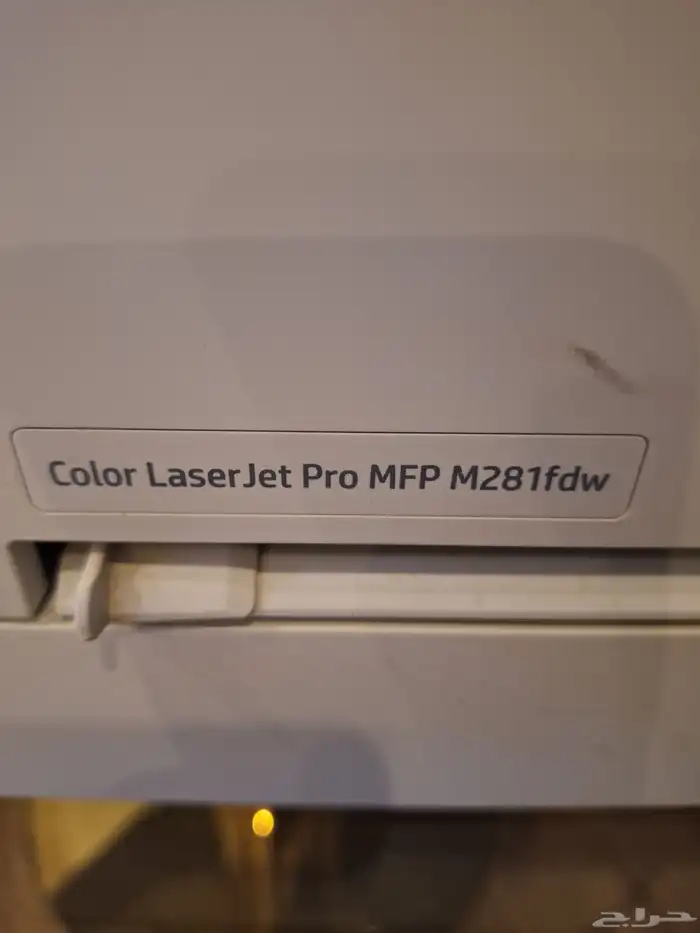 Color LaserJet Pro MFP M281fdw
حراج